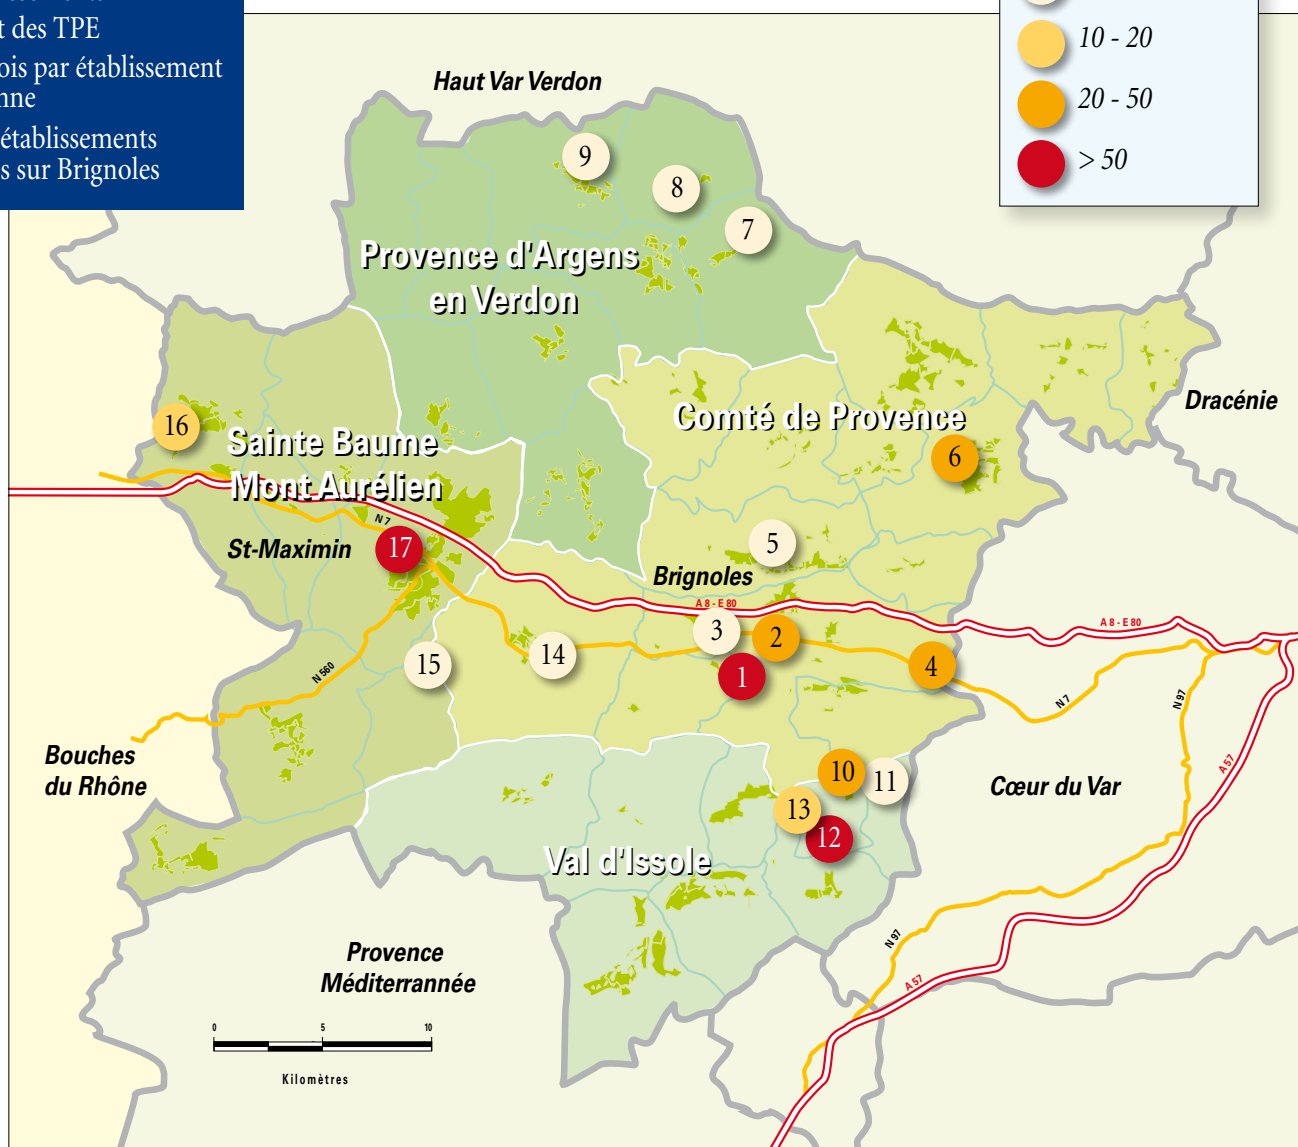 t des TPE
ois par établissement
nne
établissements
s sur Brignoles
10 - 20
20 - 50
> 50
Haut Var Verdon
9
8
7
Provence d'Argens
en Verdon
Dracénie
Comté de Provence
16
Sainte Baume
Mont Aurélien
6
N 7
St-Maximin
17
5
Brignoles
A 8 - E 80
A 8 - E 80
3
2
14
15
1
4
N 560
N 7
N 97
Bouches
du Rhône
A 57
10
11
Cœur du Var
13
12
Val d'Issole
N 97
Provence
Méditerrannée
A 57
0 5 10
Kilomètres